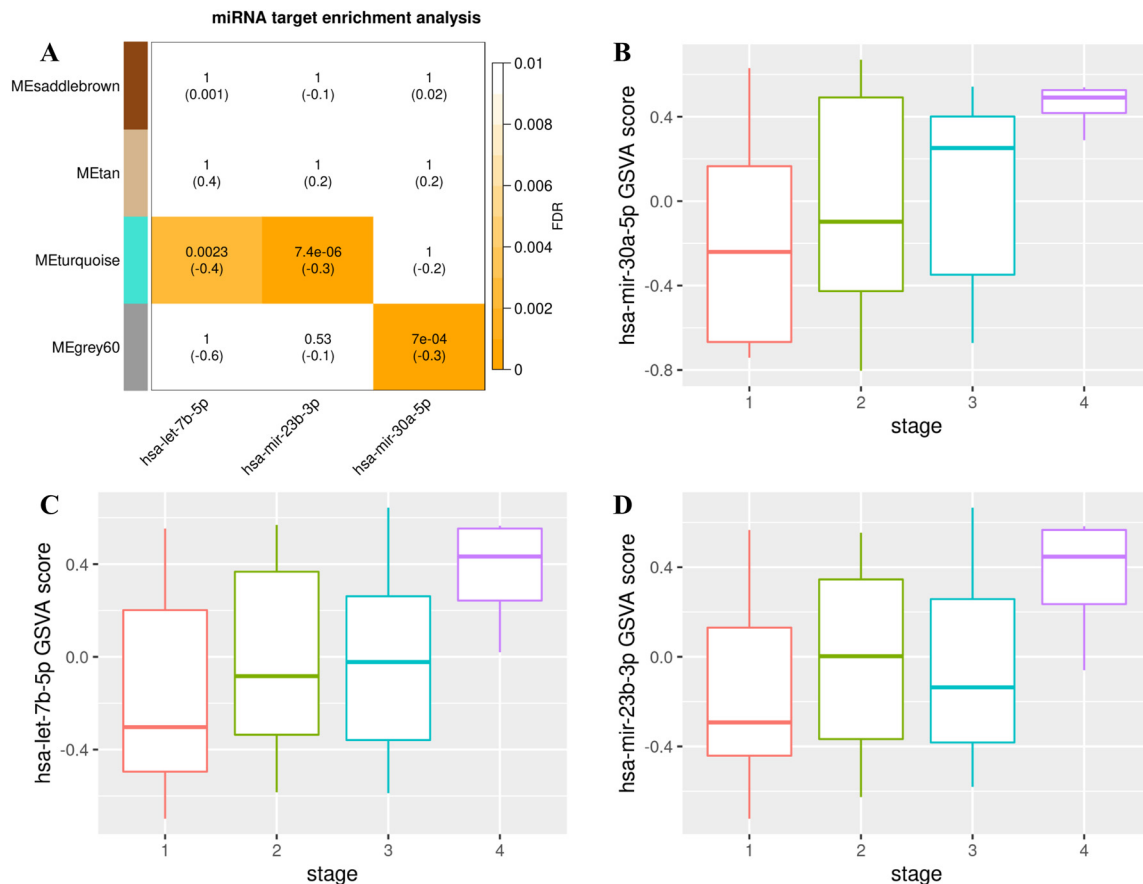 miRNA target enrichment analysis
A
MEsaddlebrown
1
(0.001)
1
(-0.1)
1
(0.02)
MEtan
1
(0.4)
1
(0.2)
1
(0.2)
MEturquoise
0.0023
(-0.4)
7.4e-06
(-0.3)
1
(-0.2)
MEgrey60
1
(-0.6)
0.53
(-0.1)
7e-04
(-0.3)
hsa-let-7b-5p
hsa-mir-23b-3p
hsa-mir-30a-5p
0.01
0.008
0.006
0.004
0.002
0
FDR
B
hsa-mir-30a-5p GSVA score
0.4
0.0
-0.4
-0.8
1
2
3
4
stage
C
hsa-let-7b-5p GSVA score
0.4
0.0
-0.4
1
2
3
4
stage
D
hsa-mir-23b-3p GSVA score
0.4
0.0
-0.4
1
2
3
4
stage